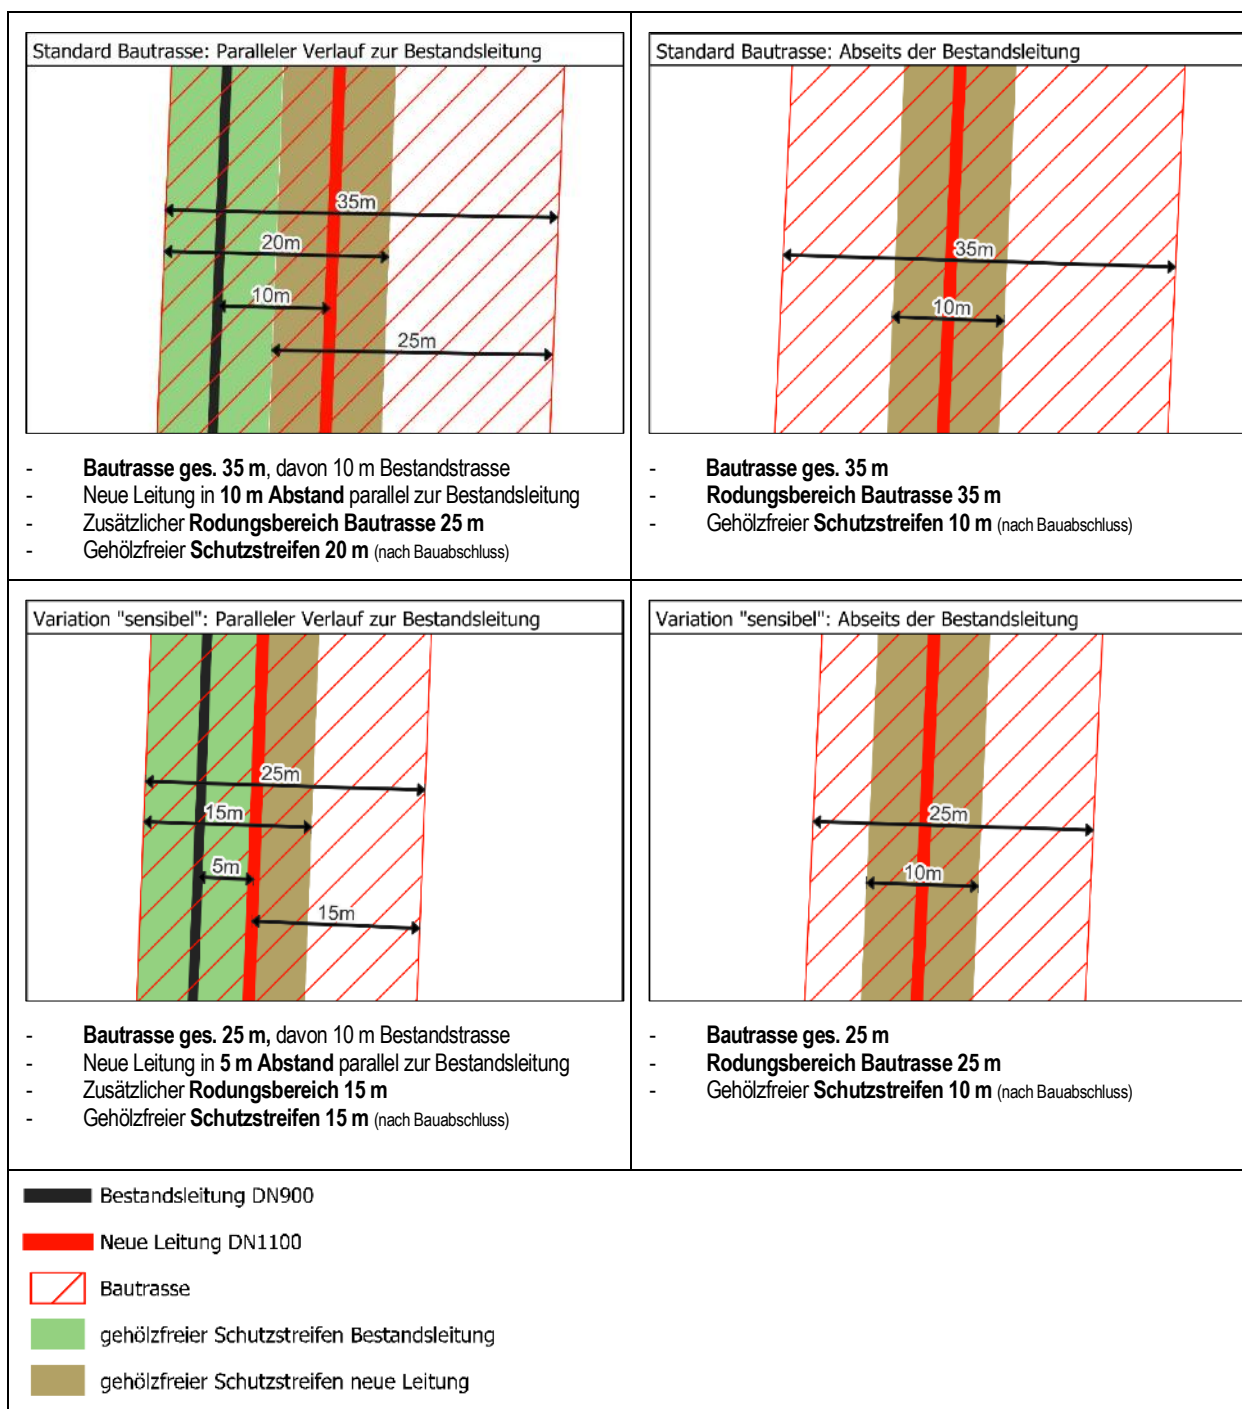 Standard Bautrasse: Paralleler Verlauf zur Bestandsleitung
35m
20m
10m
25m
- Bautrasse ges. 35 m, davon 10 m Bestandstrasse
- Neue Leitung in 10 m Abstand parallel zur Bestandsleitung
- Zusätzlicher Rodungsbereich Bautrasse 25 m
- Gehölzfreier Schutzstreifen 20 m (nach Bauabschluss)
Standard Bautrasse: Abseits der Bestandsleitung
35m
10m
- Bautrasse ges. 35 m
- Rodungsbereich Bautrasse 35 m
- Gehölzfreier Schutzstreifen 10 m (nach Bauabschluss)
Variation "sensibel": Paralleler Verlauf zur Bestandsleitung
25m
15m
5m
15m
- Bautrasse ges. 25 m, davon 10 m Bestandstrasse
- Neue Leitung in 5 m Abstand parallel zur Bestandsleitung
- Zusätzlicher Rodungsbereich 15 m
- Gehölzfreier Schutzstreifen 15 m (nach Bauabschluss)
Variation "sensibel": Abseits der Bestandsleitung
25m
10m
- Bautrasse ges. 25 m
- Rodungsbereich Bautrasse 25 m
- Gehölzfreier Schutzstreifen 10 m (nach Bauabschluss)
Bestandsleitung DN900
Neue Leitung DN1100
Bautrasse
gehölzfreier Schutzstreifen Bestandsleitung
gehölzfreier Schutzstreifen neue Leitung